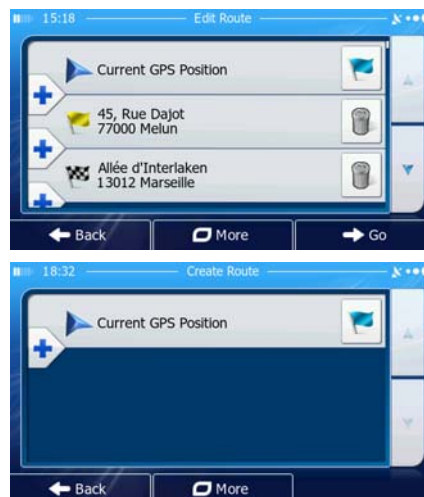 15:18 Edit Route
Current GPS Position
45, Rue Dajot
77000 Melun
Allée d'Interlaken
13012 Marseille
Back More Go
18:32 Create Route
Current GPS Position
Back More